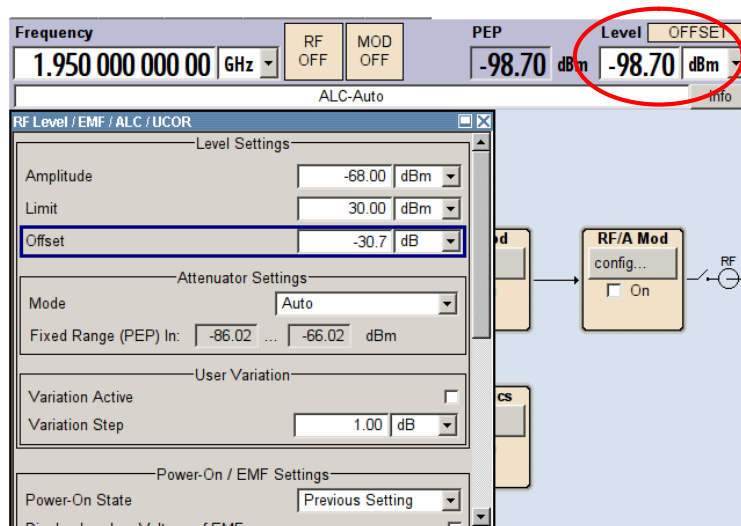 Frequency
RF OFF
MOD OFF
PEP
Level OFFSET
1.950 000 000 00 GHz
-98.70 dBm
-98.70 dBm
ALC-Auto
Info
RF Level / EMF / ALC / UCOR
Level Settings
Amplitude -68.00 dBm
Limit 30.00 dBm
Offset -30.7 dB
Attenuator Settings
Mode Auto
Fixed Range (PEP) In: -86.02 ... -66.02 dBm
User Variation
Variation Active
Variation Step 1.00 dB
Power-On / EMF Settings
Power-On State Previous Setting
RF/A Mod
config...
On
RF